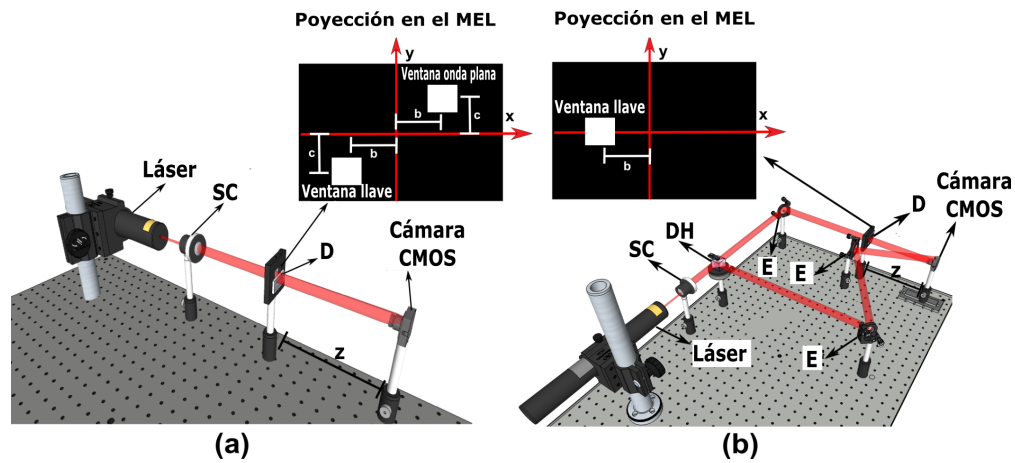 Poyección en el MEL
y
Ventana onda plana
b
c
x
c
b
Ventana llave
Láser
SC
D
Cámara
CMOS
z
(a)
Poyección en el MEL
y
Ventana llave
x
b
Cámara
CMOS
D
DH
SC
E
E
z
Láser
E
(b)